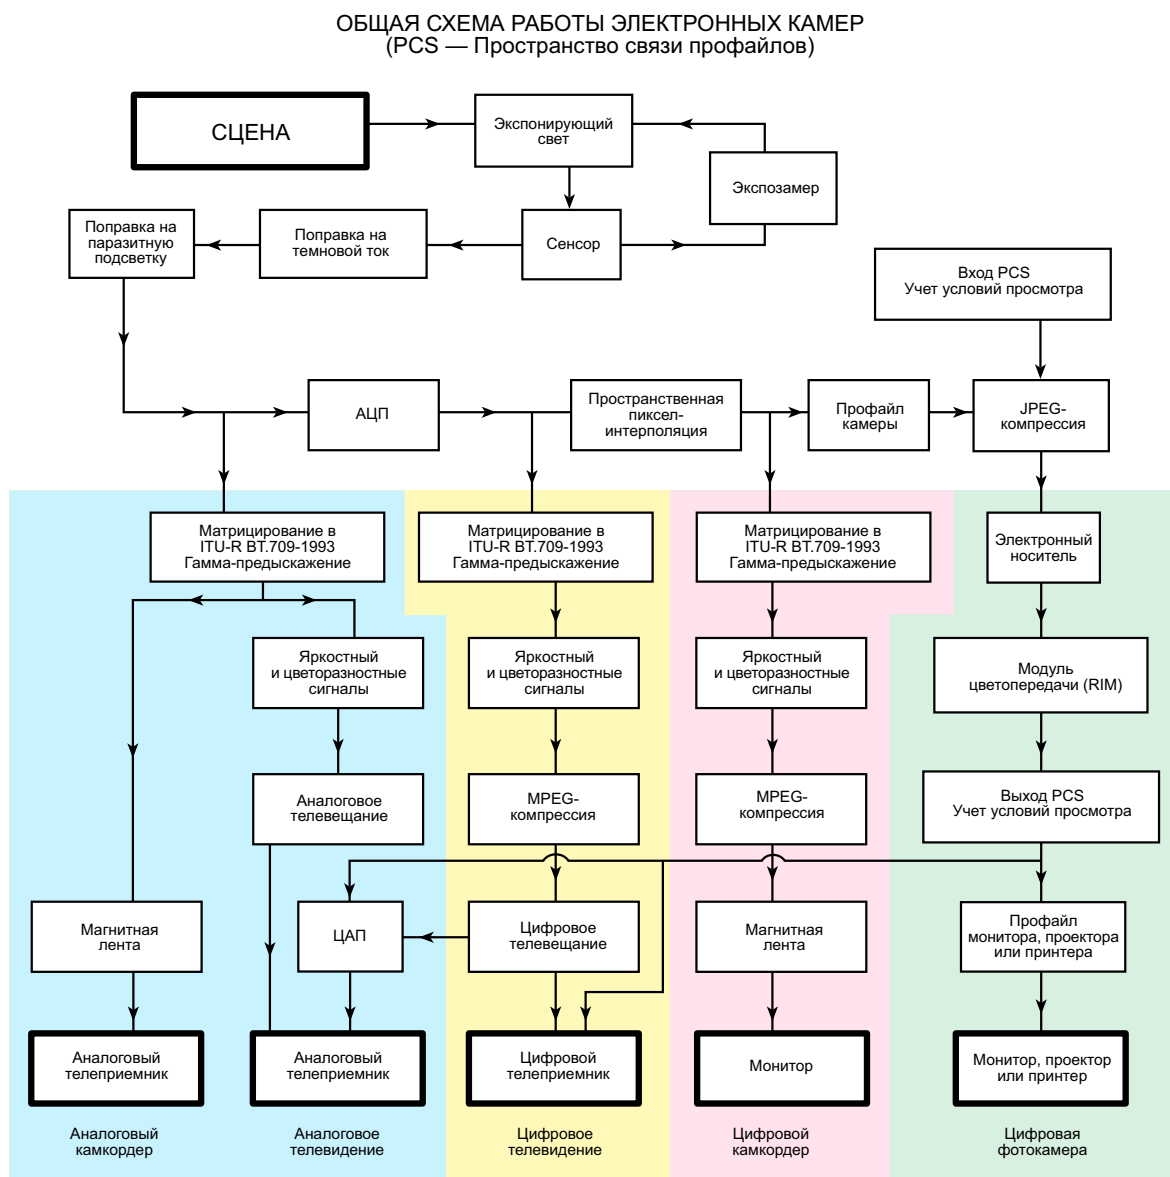 ОБЩАЯ СХЕМА РАБОТЫ ЭЛЕКТРОННЫХ КАМЕР
(PCS — Пространство связи профайлов)
СЦЕНА
Экспонирующий
свет
Экспозамер
Поправка на
паразитную
подсветку
Поправка на
темновой ток
Сенсор
Вход PCS
Учет условий просмотра
АЦП
Пространственная
пиксел-
интерполяция
Профайл
камеры
JPEG-
компрессия
Матрицирование в
ITU-R BT.709-1993
Гамма-предыскажение
Матрицирование в
ITU-R BT.709-1993
Гамма-предыскажение
Матрицирование в
ITU-R BT.709-1993
Гамма-предыскажение
Электронный
носитель
Яркостный
и цветоразностные
сигналы
Яркостный
и цветоразностные
сигналы
Яркостный
и цветоразностные
сигналы
Модуль
цветопередачи (RIM)
Аналоговое
телевещание
MPEG-
компрессия
MPEG-
компрессия
Выход PCS
Учет условий просмотра
Магнитная
лента
ЦАП
Цифровое
телевещание
Магнитная
лента
Профайл
монитора, проектора
или принтера
Аналоговый
телеприемник
Аналоговый
телеприемник
Цифровой
телеприемник
Монитор
Монитор, проектор
или принтер
Аналоговый
камкордер
Аналоговое
телевидение
Цифровое
телевидение
Цифровой
камкордер
Цифровая
фотокамера